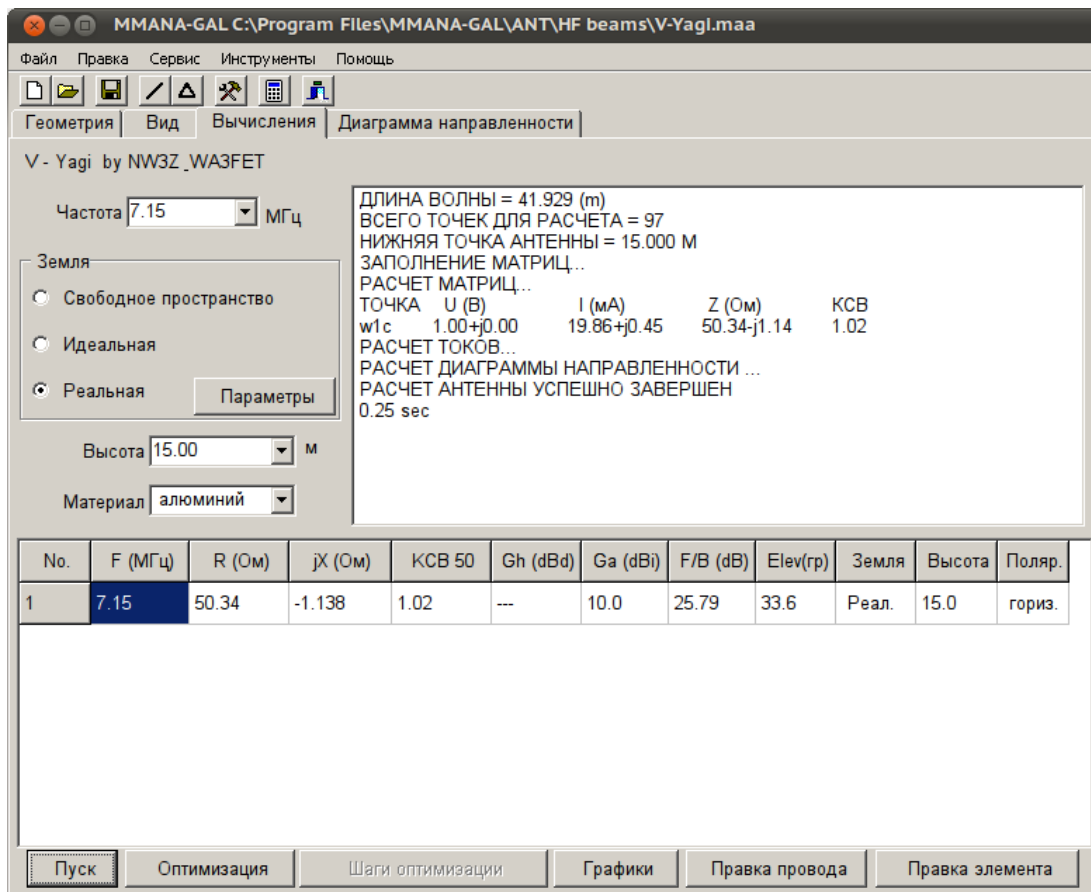 MMANA-GAL C:\Program FIles\MMANA-GAL\ANT\HF beams\V-YagI.maa
Файл Правка Сервис Инструменты Помощь
Геометрия Вид Вычисления Диаграмма направленности
V - Yagi by NW3Z_WA3FET
Частота 7.15 МГц
Земля
Свободное пространство
Идеальная
Реальная Параметры
Высота 15.00 м
Материал алюминий
ДЛИНА ВОЛНЫ = 41.929 (m)
ВСЕГО ТОЧЕК ДЛЯ РАСЧЕТА = 97
НИЖНЯЯ ТОЧКА АНТЕННЫ = 15.000 М
ЗАПОЛНЕНИЕ МАТРИЦ...
РАСЧЕТ МАТРИЦ...
ТОЧКА U (В) I (мА) Z (Ом) КСВ
w1c 1.00+j0.00 19.86+j0.45 50.34-j1.14 1.02
РАСЧЕТ ТОКОВ...
РАСЧЕТ ДИАГРАММЫ НАПРАВЛЕННОСТИ ...
РАСЧЕТ АНТЕННЫ УСПЕШНО ЗАВЕРШЕН
0.25 sec
No. F (МГц) R (Ом) jX (Ом) КСВ 50 Gh (dBd) Ga (dBi) F/B (dB) Elev(гр) Земля Высота Поляр.
1 7.15 50.34 -1.138 1.02 --- 10.0 25.79 33.6 Реал. 15.0 гориз.
Пуск Оптимизация Шаги оптимизации Графики Правка провода Правка элемента